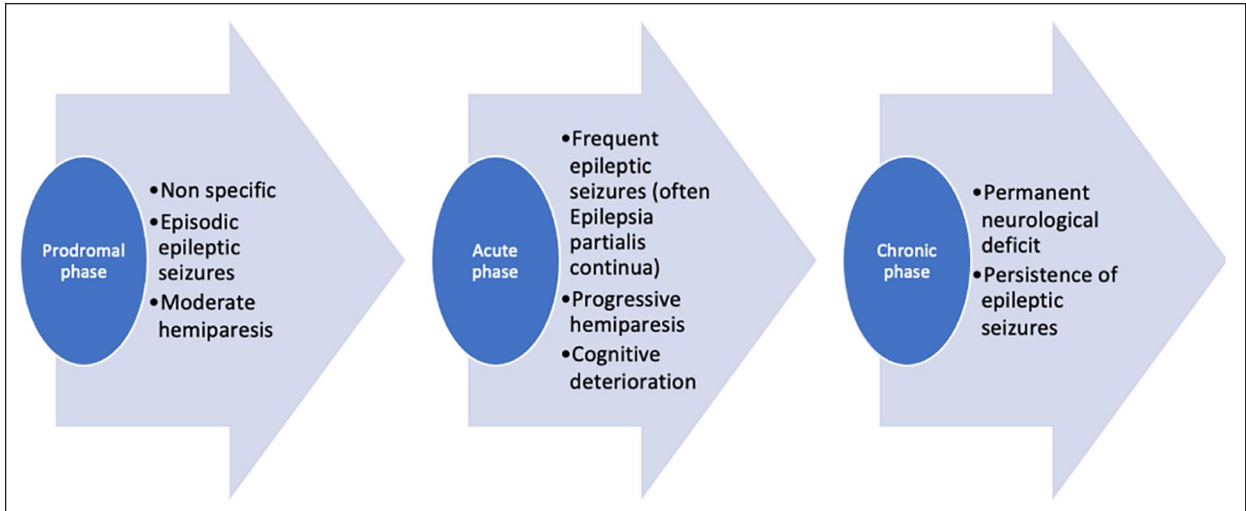 Prodromal
phase
•Non specific
•Episodic
epileptic
seizures
•Moderate
hemiparesis
Acute
phase
•Frequent
epileptic
seizures (often
Epilepsia
partialis
continua)
•Progressive
hemiparesis
•Cognitive
deterioration
Chronic
phase
•Permanent
neurological
deficit
•Persistence of
epileptic
seizures